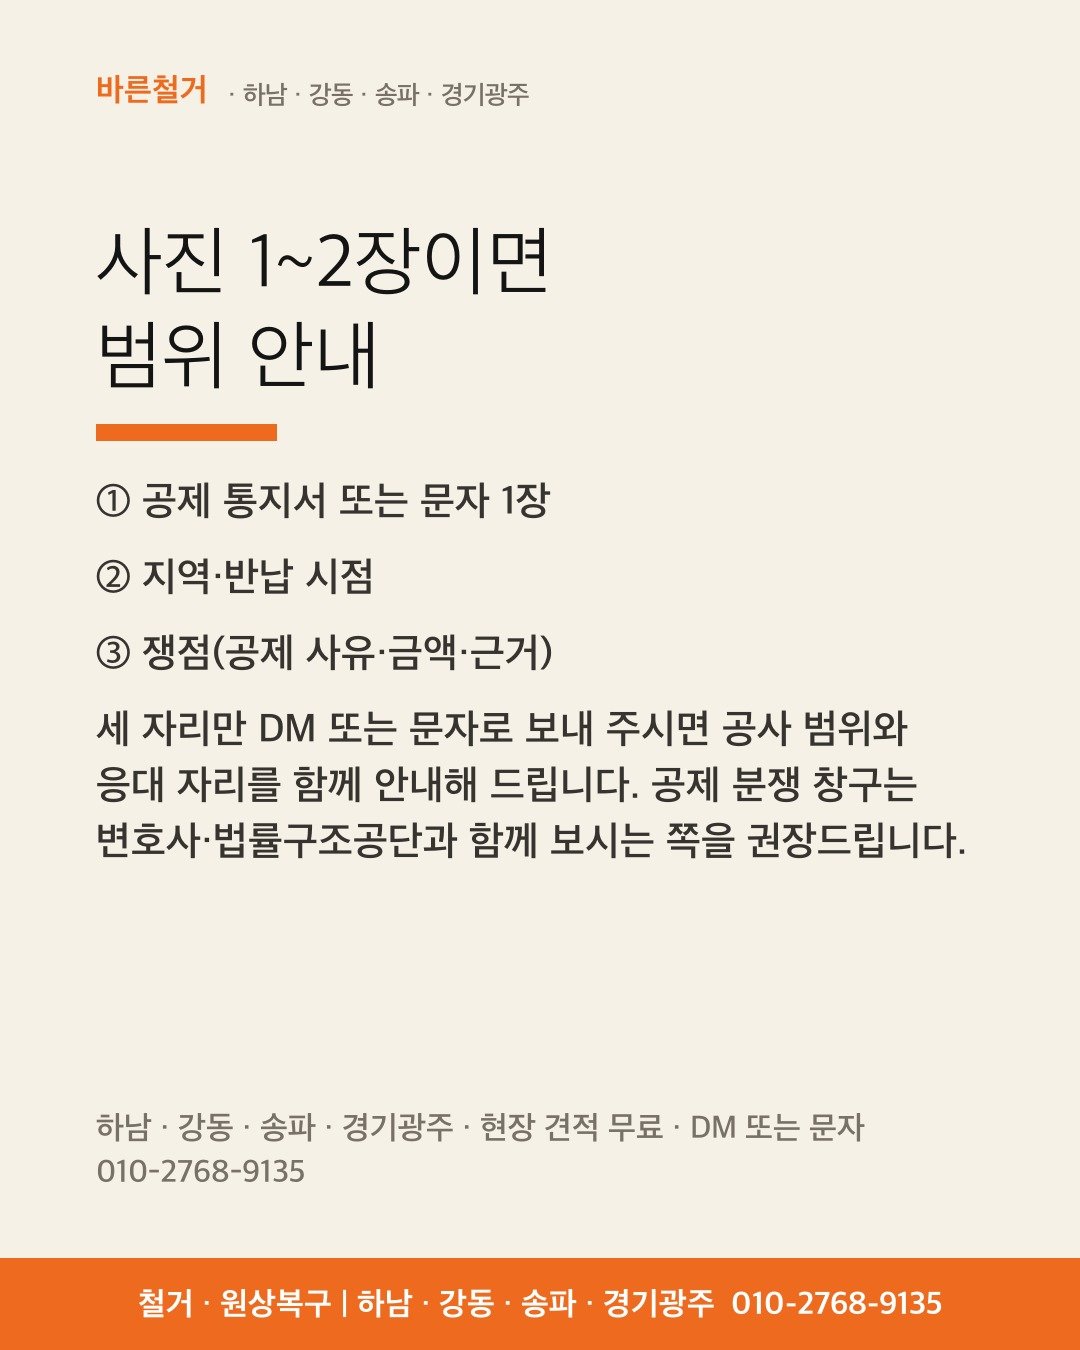 바른철거 · 하남 · 강동 · 송파 · 경기광주
사진 1~2장이면
범위 안내
① 공제 통지서 또는 문자 1장
② 지역·반납 시점
③ 쟁점(공제 사유·금액·근거)
세 자리만 DM 또는 문자로 보내 주시면 공사 범위와
응대 자리를 함께 안내해 드립니다. 공제 분쟁 창구는
변호사·법률구조공단과 함께 보시는 쪽을 권장드립니다.
하남 · 강동 · 송파 · 경기광주 · 현장 견적 무료 · DM 또는 문자
010-2768-9135
철거 · 원상복구 | 하남 · 강동 · 송파 · 경기광주 010-2768-9135